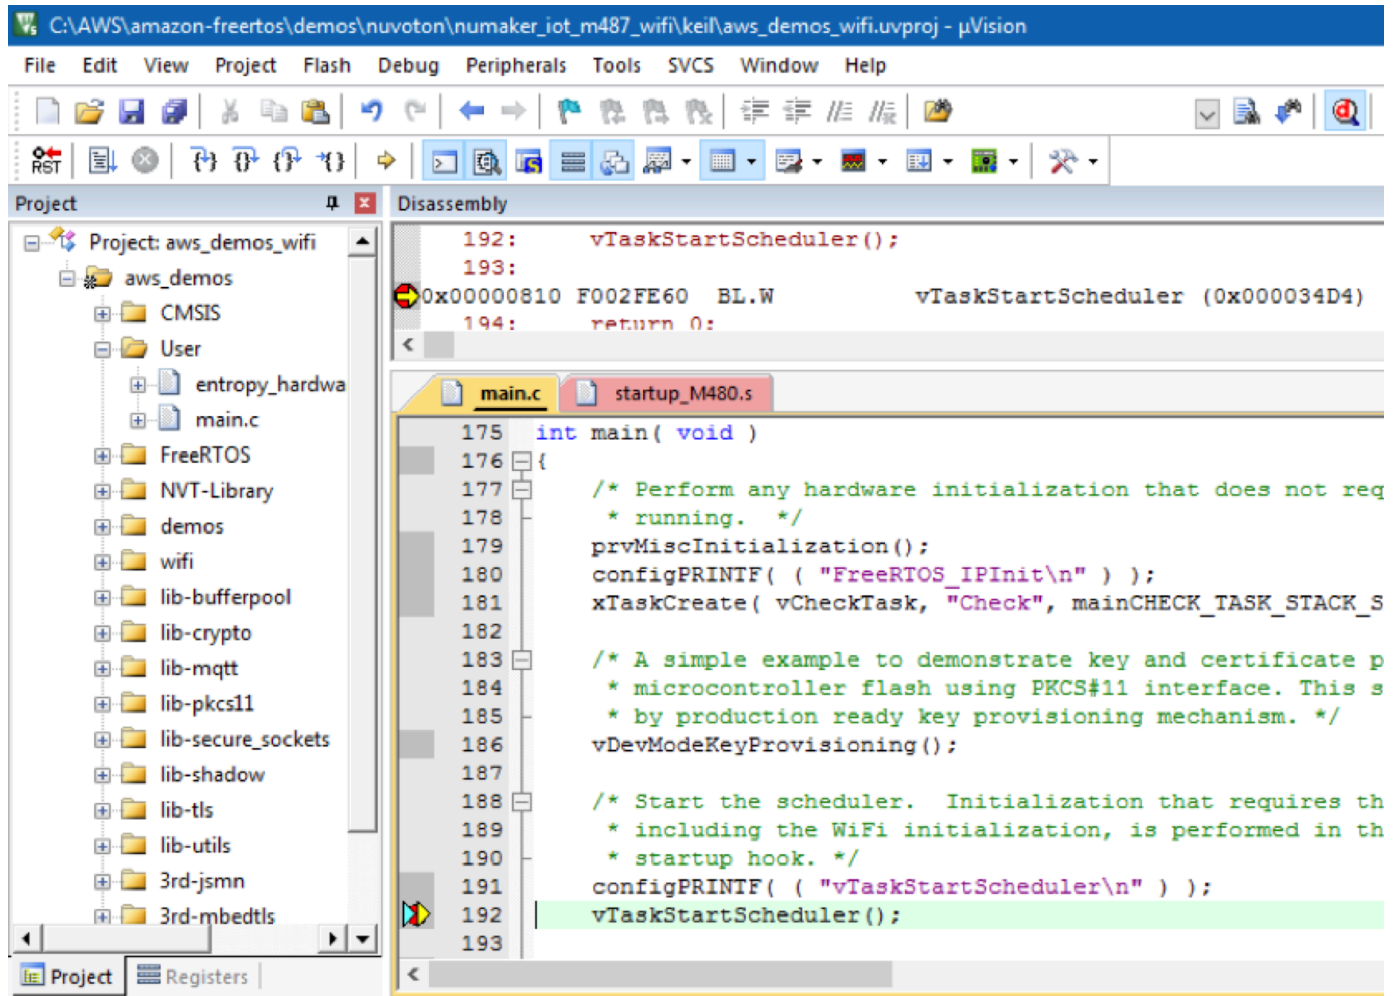 C:\AWS\amazon-freertos\demos\nuvoton\numaker_iot_m487_wifi\keil\aws_demos_wifi.uvproj - µVision
File Edit View Project Flash Debug Peripherals Tools SVCS Window Help
RST
Project
Project: aws_demos_wifi
aws_demos
CMSIS
User
entropy_hardwa
main.c
FreeRTOS
NVT-Library
demos
wifi
lib-bufferpool
lib-crypto
lib-mqtt
lib-pkcs11
lib-secure_sockets
lib-shadow
lib-tls
lib-utils
3rd-jsmn
3rd-mbedtls
Project Registers
Disassembly
192: vTaskStartScheduler();
193:
0x00000810 F002FE60 BL.W vTaskStartScheduler (0x000034D4)
194: return 0;
main.c startup_M480.s
175 int main( void )
176 {
177 /* Perform any hardware initialization that does not req
178 * running. */
179 prvMiscInitialization();
180 configPRINTF( ( "FreeRTOS_IPInit\n" ) );
181 xTaskCreate( vCheckTask, "Check", mainCHECK_TASK_STACK_S
182
183 /* A simple example to demonstrate key and certificate p
184 * microcontroller flash using PKCS#11 interface. This s
185 * by production ready key provisioning mechanism. */
186 vDevModeKeyProvisioning();
187
188 /* Start the scheduler. Initialization that requires th
189 * including the WiFi initialization, is performed in th
190 * startup hook. */
191 configPRINTF( ( "vTaskStartScheduler\n" ) );
192 vTaskStartScheduler();
193